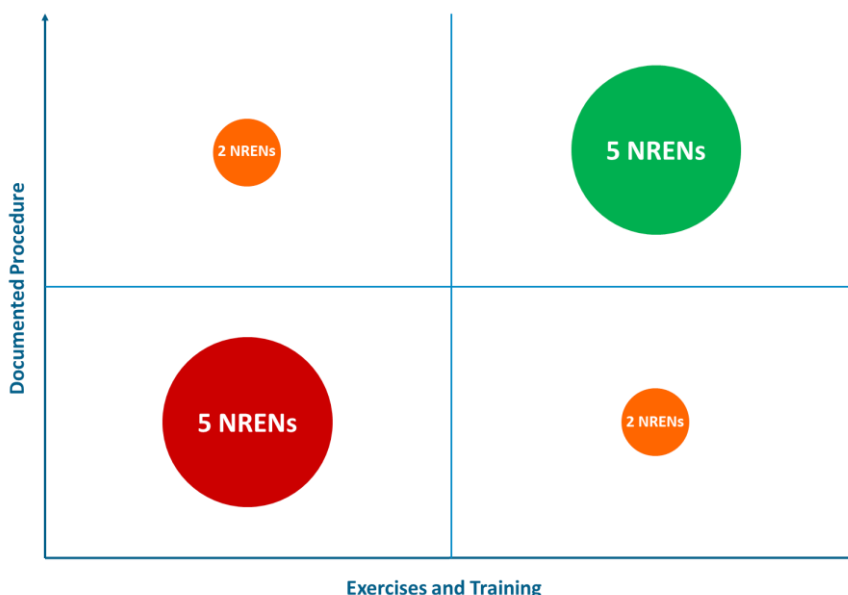 2 NRENs
5 NRENs
Documented Procedure
5 NRENs
2 NRENs
Exercises and Training